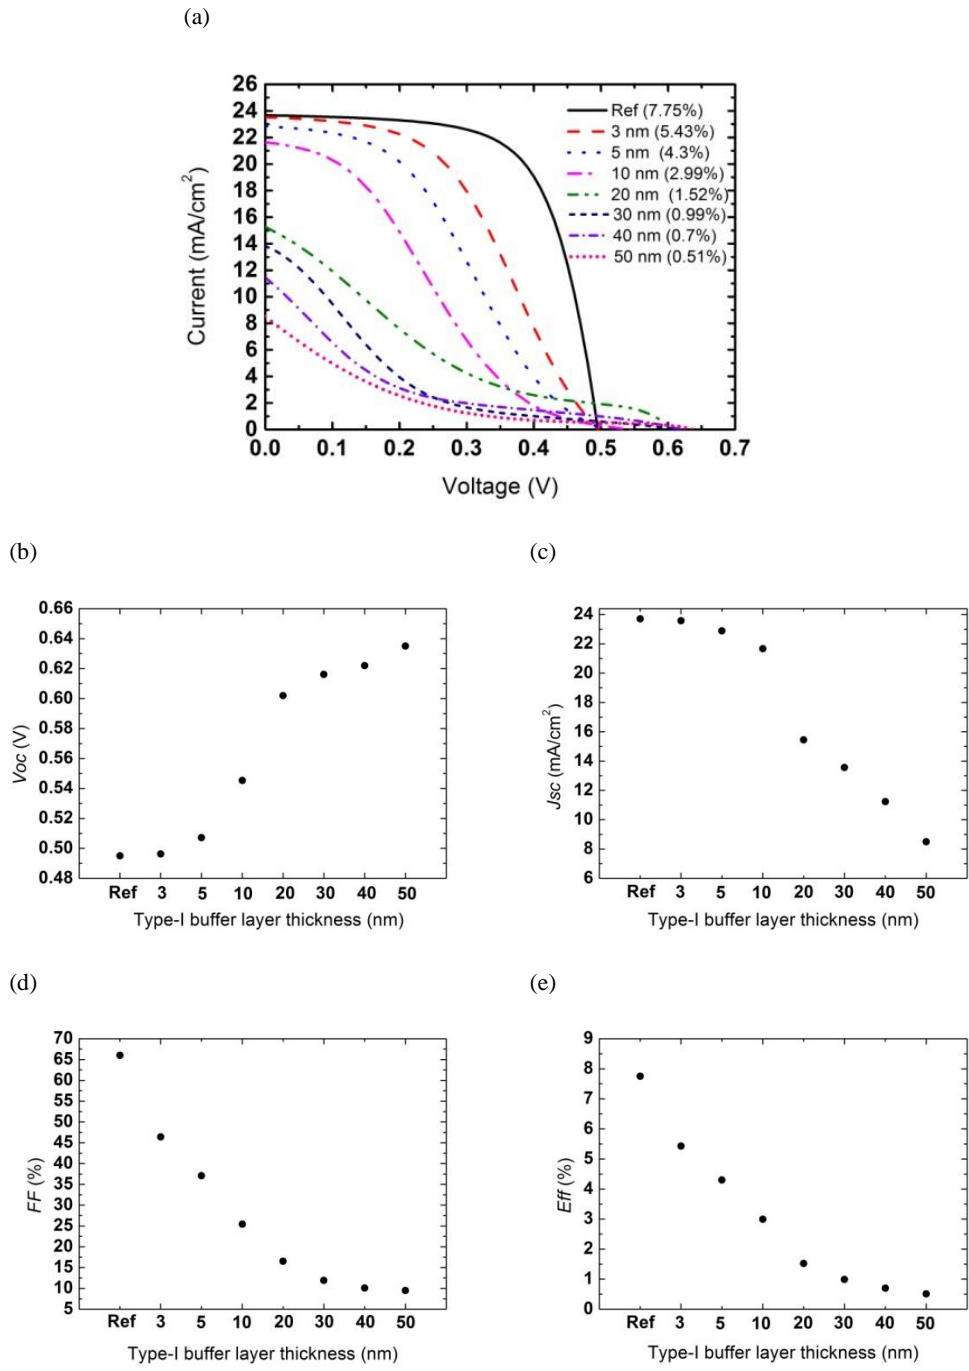 (a)
26
24
22
20
18
16
14
12
10
8
6
4
2
0
Current (mA/cm²)
Ref (7.75%)
3 nm (5.43%)
5 nm (4.3%)
10 nm (2.99%)
20 nm (1.52%)
30 nm (0.99%)
40 nm (0.7%)
50 nm (0.51%)
0.0 0.1 0.2 0.3 0.4 0.5 0.6 0.7
Voltage (V)
(b)
0.66
0.64
0.62
0.60
0.58
0.56
0.54
0.52
0.50
0.48
Voc (V)
Ref 3 5 10 20 30 40 50
Type-I buffer layer thickness (nm)
(c)
24
22
20
18
16
14
12
10
8
6
Jsc (mA/cm²)
Ref 3 5 10 20 30 40 50
Type-I buffer layer thickness (nm)
(d)
70
65
60
55
50
45
40
35
30
25
20
15
10
5
FF (%)
Ref 3 5 10 20 30 40 50
Type-I buffer layer thickness (nm)
(e)
9
8
7
6
5
4
3
2
1
0
Eff (%)
Ref 3 5 10 20 30 40 50
Type-I buffer layer thickness (nm)